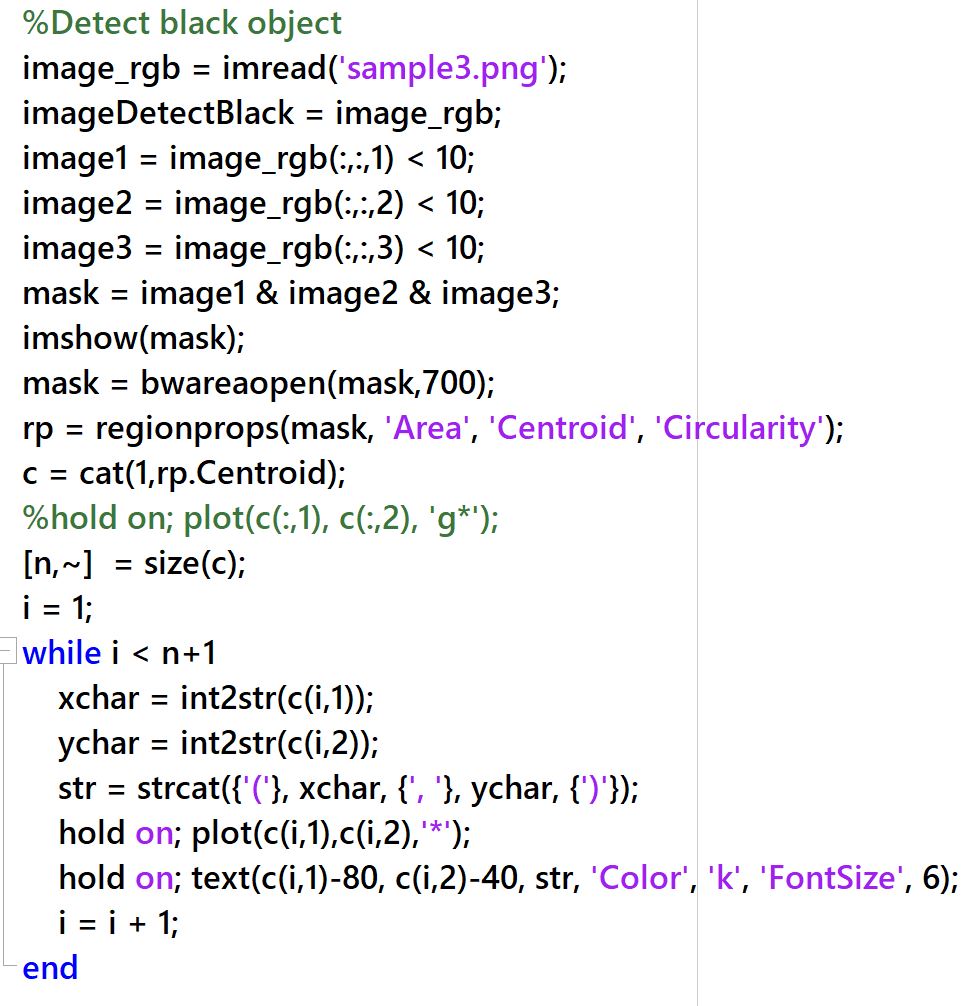 %Detect black object
image_rgb = imread('sample3.png');
imageDetectBlack = image_rgb;
image1 = image_rgb(:,:,1) < 10;
image2 = image_rgb(:,:,2) < 10;
image3 = image_rgb(:,:,3) < 10;
mask = image1 & image2 & image3;
imshow(mask);
mask = bwareaopen(mask,700);
rp = regionprops(mask, 'Area', 'Centroid', 'Circularity');
c = cat(1,rp.Centroid);
%hold on; plot(c(:,1), c(:,2), 'g*');
[n,~]  = size(c);
i = 1;
while i < n+1
    xchar = int2str(c(i,1));
    ychar = int2str(c(i,2));
    str = strcat({'('}, xchar, {', '}, ychar, {')'});
    hold on; plot(c(i,1),c(i,2),'*');
    hold on; text(c(i,1)-80, c(i,2)-40, str, 'Color', 'k', 'FontSize', 6);
    i = i + 1;
end